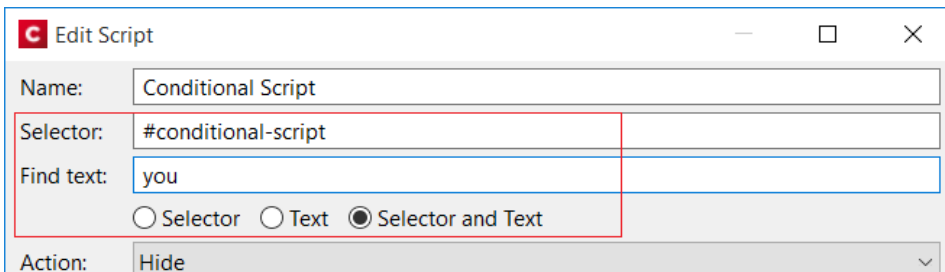 C Edit Script
Name: Conditional Script
Selector: #conditional-script
Find text: you
Selector Text Selector and Text
Action: Hide